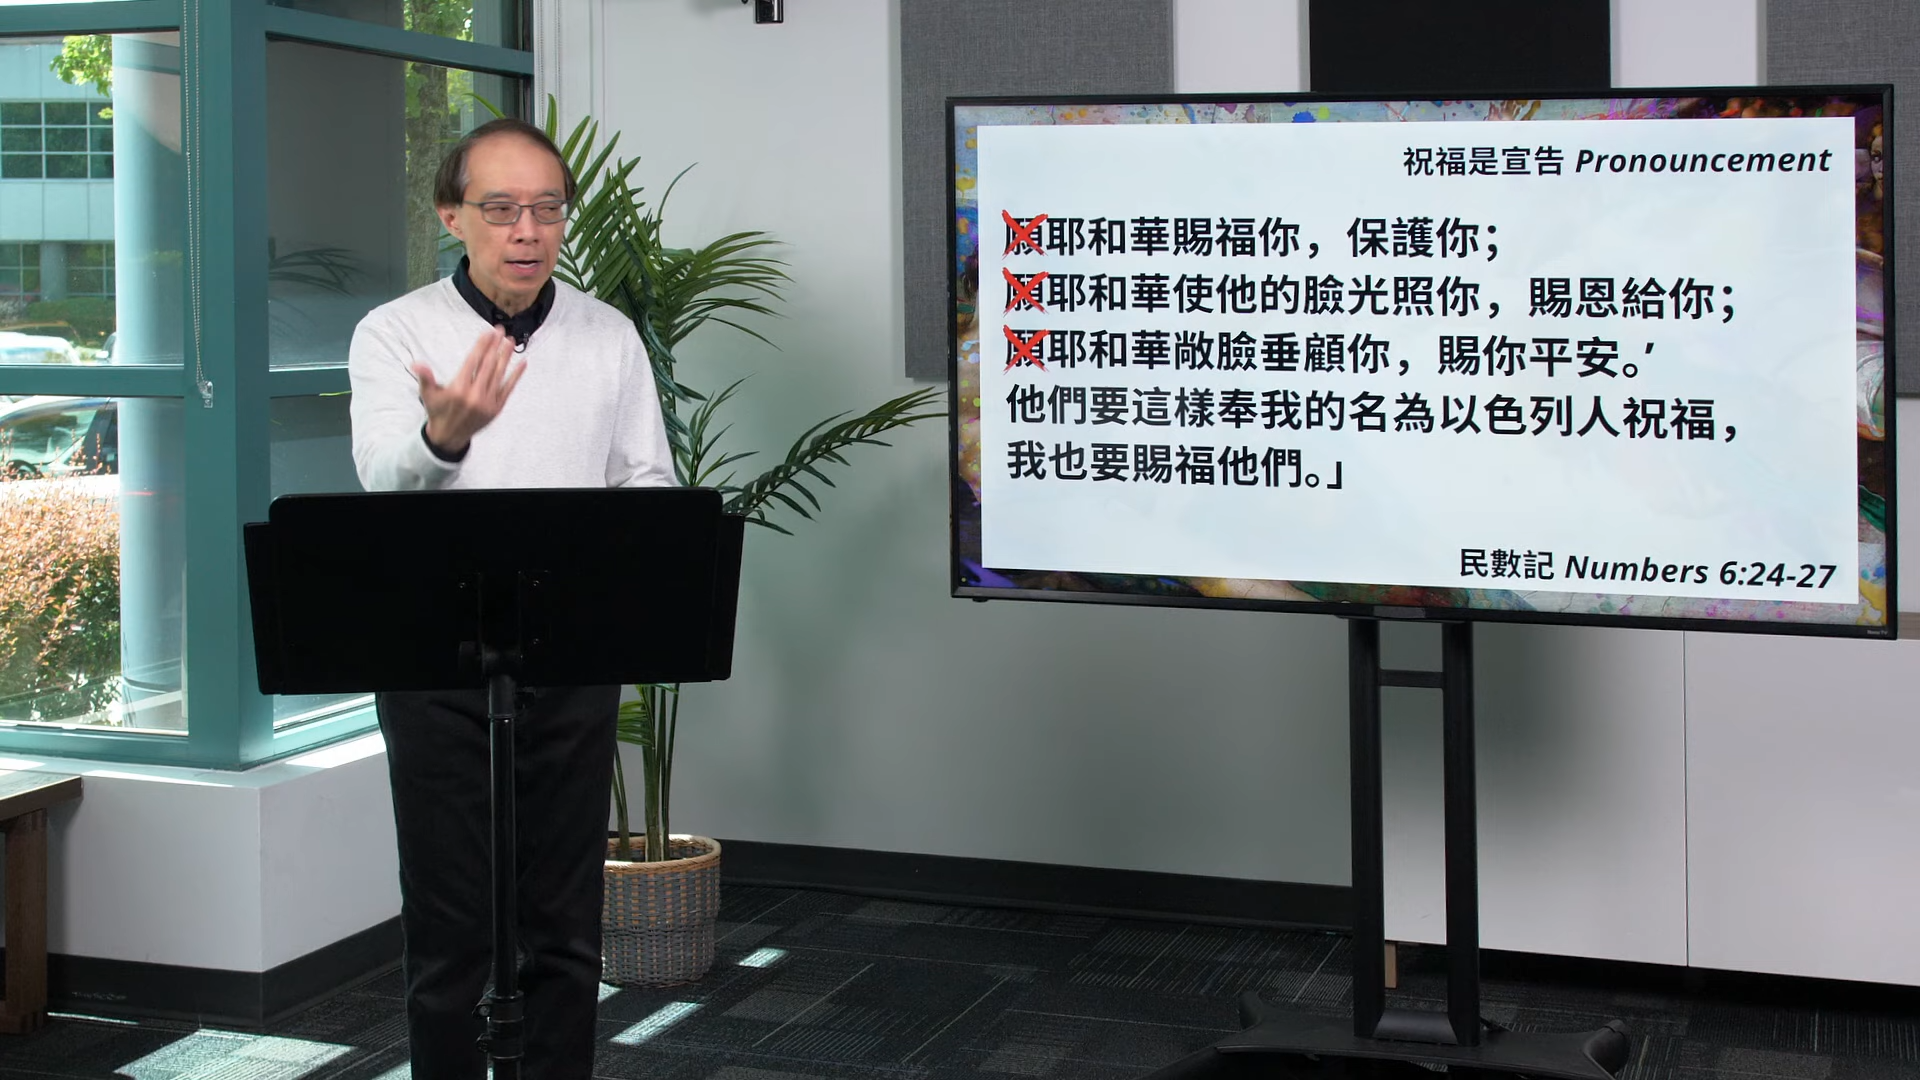 祝福是宣告 Pronouncement
願耶和華賜福你，保護你；
願耶和華使他的臉光照你，賜恩給你；
願耶和華敞臉垂顧你，賜你平安。’
他們要這樣奉我的名為以色列人祝福，
我也要賜福他們。」
民數記 Numbers 6:24-27